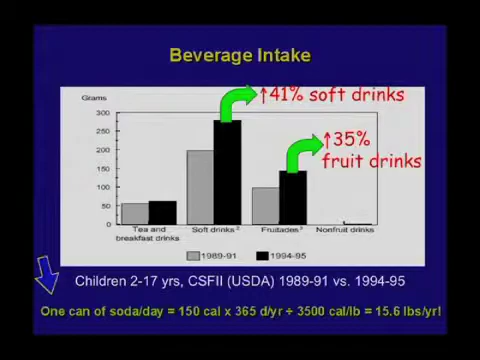 Beverage Intake
Grams
↑41% soft drinks
300
250
200
150
100
50
0
↑35%
fruit drinks
Tea and
breakfast drinks
Soft drinks
Fruitades
Nonfruit drinks
1989-91
1994-95
Children 2-17 yrs, CSFII (USDA) 1989-91 vs. 1994-95
One can of soda/day = 150 cal x 365 d/yr ÷ 3500 cal/lb = 15.6 lbs/yr!